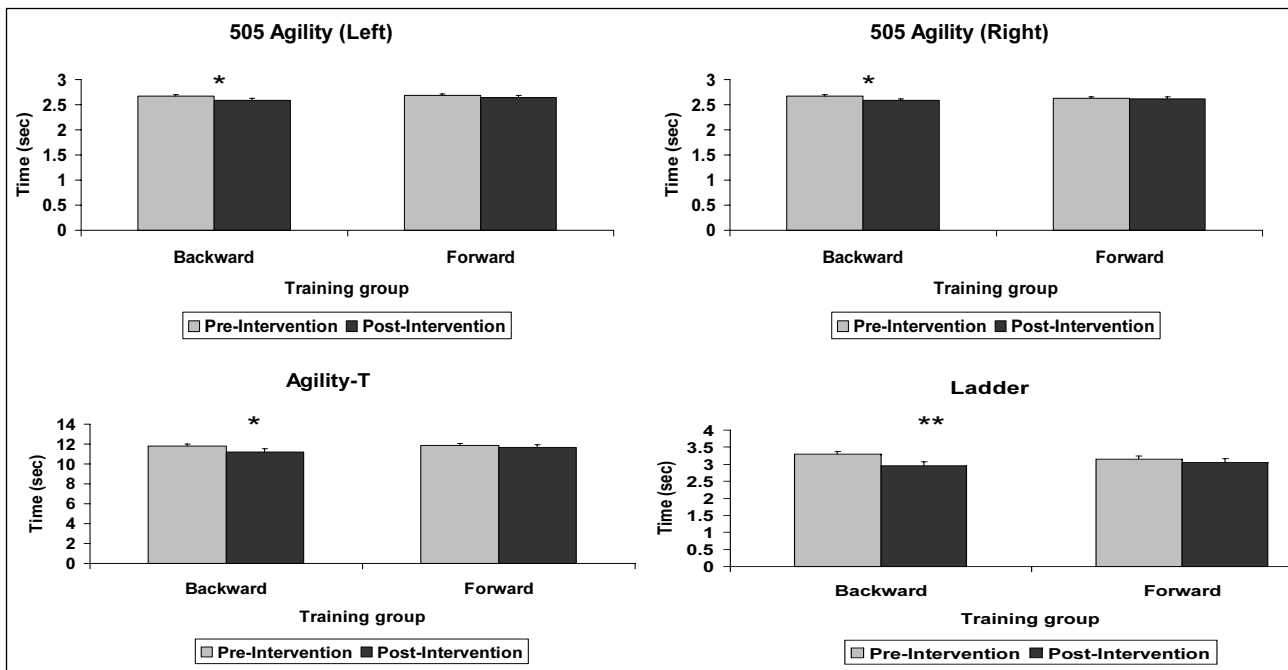 505 Agility (Left)
*
3
2.5
2
1.5
1
0.5
0
Time (sec)
Backward Forward
Training group
Pre-Intervention Post-Intervention
505 Agility (Right)
*
3
2.5
2
1.5
1
0.5
0
Time (sec)
Backward Forward
Training group
Pre-Intervention Post-Intervention
Agility-T
*
14
12
10
8
6
4
2
0
Time (sec)
Backward Forward
Training group
Pre-Intervention Post-Intervention
Ladder
**
4
3.5
3
2.5
2
1.5
1
0.5
0
Time (sec)
Backward Forward
Training group
Pre-Intervention Post-Intervention